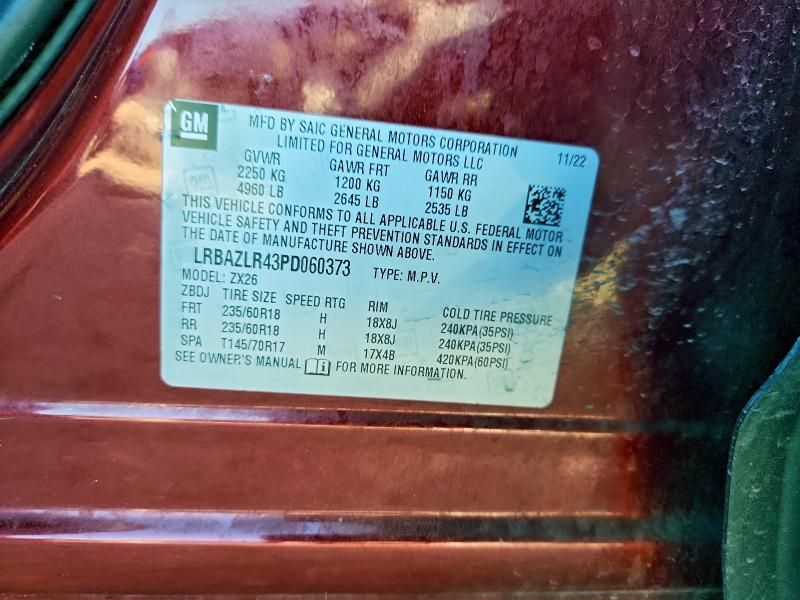 GM
MFD BY SAIC GENERAL MOTORS CORPORATION
LIMITED FOR GENERAL MOTORS LLC
11/22
GVWR GAWR FRT GAWR RR
2250 KG 1200 KG 1150 KG
4960 LB 2645 LB 2535 LB
THIS VEHICLE CONFORMS TO ALL APPLICABLE U.S. FEDERAL MOTOR
VEHICLE SAFETY AND THEFT PREVENTION STANDARDS IN EFFECT ON
THE DATE OF MANUFACTURE SHOWN ABOVE.
LRBAZLR43PD060373 TYPE: M.P.V.
MODEL: ZX26
ZBDJ TIRE SIZE SPEED RTG RIM COLD TIRE PRESSURE
FRT 235/60R18 H 18X8J 240KPA(35PSI)
RR 235/60R18 H 18X8J 240KPA(35PSI)
SPA T145/70R17 M 17X4B 420KPA(60PSI)
SEE OWNER'S MANUAL FOR MORE INFORMATION.